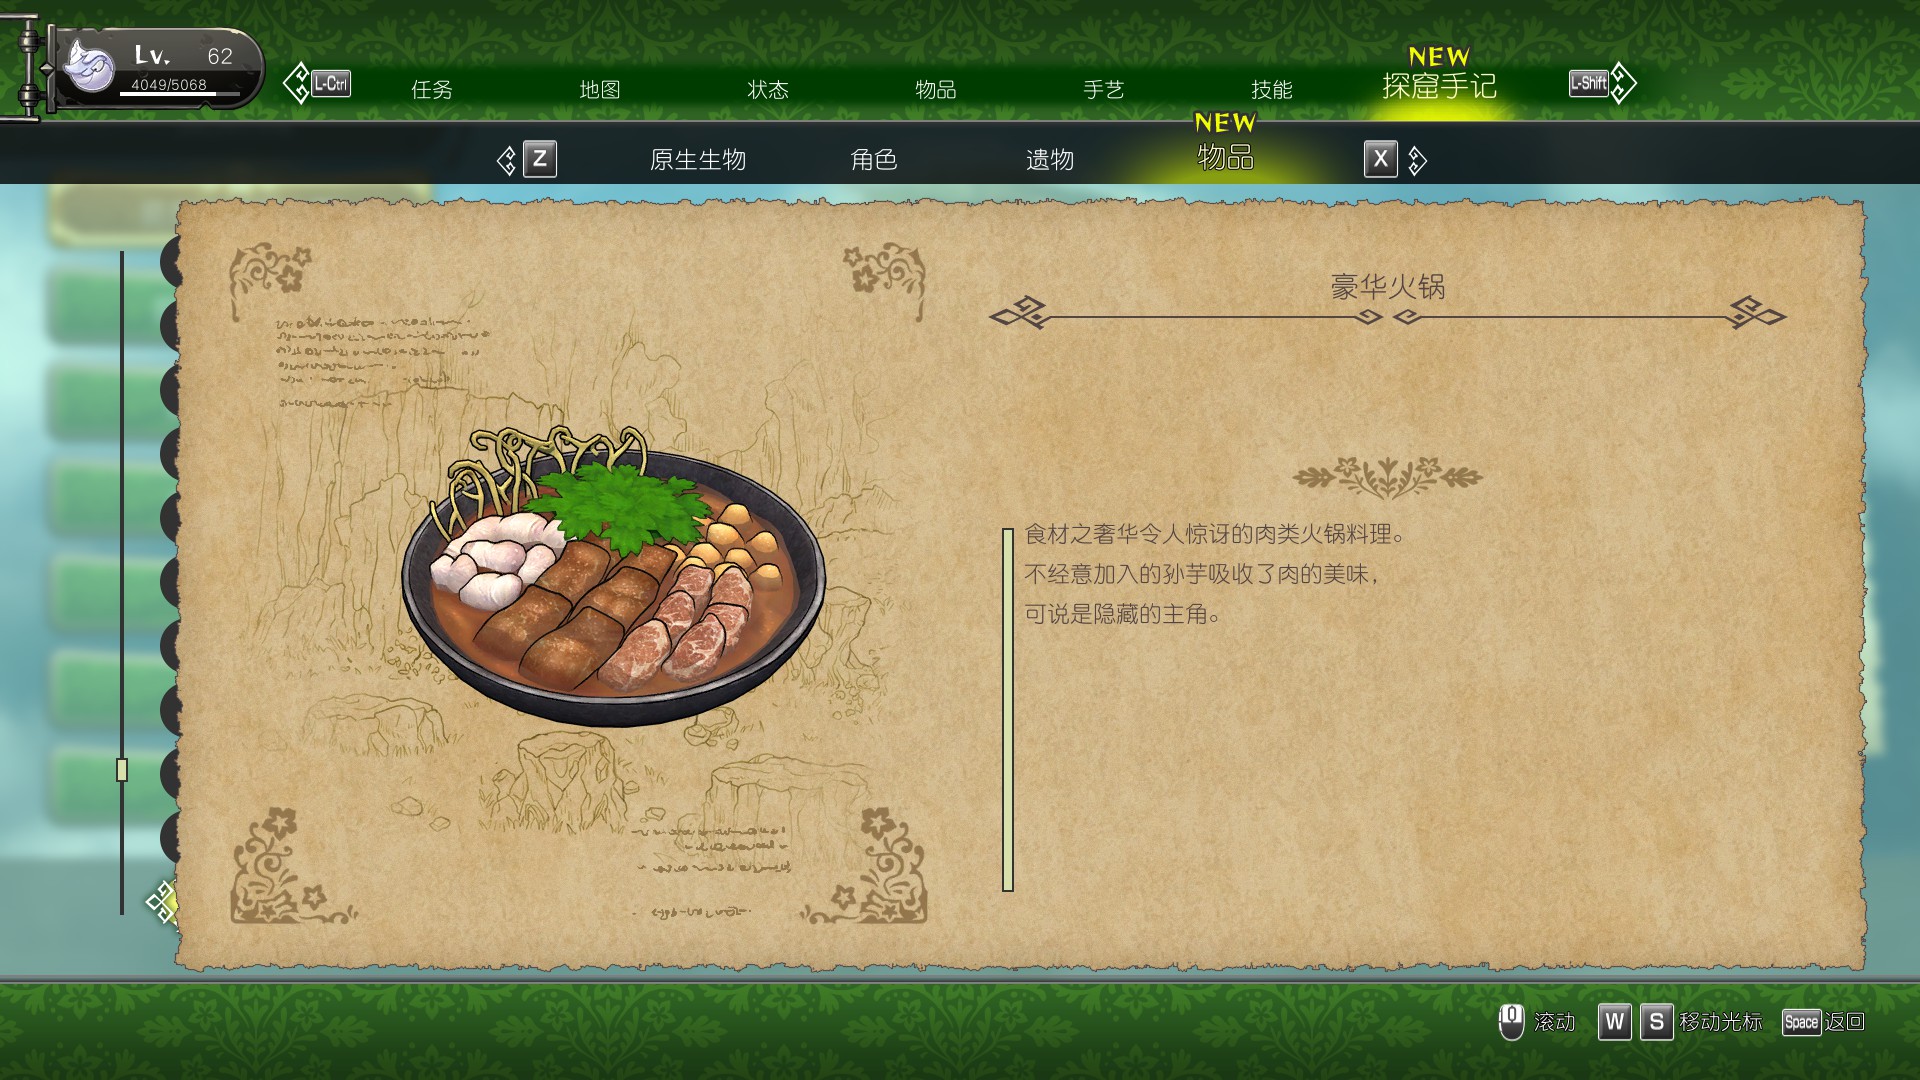 Lv. 62
4049/5068
L-Ctrl 任务 地图 状态 物品 手艺 技能 NEW 探窟手记 L-Shift
Z 原生生物 角色 遗物 NEW 物品 X
豪华火锅
食材之奢华令人惊讶的肉类火锅料理。
不经意加入的孙芋吸收了肉的美味，
可说是隐藏的主角。
滚动 W S 移动光标 Space 返回